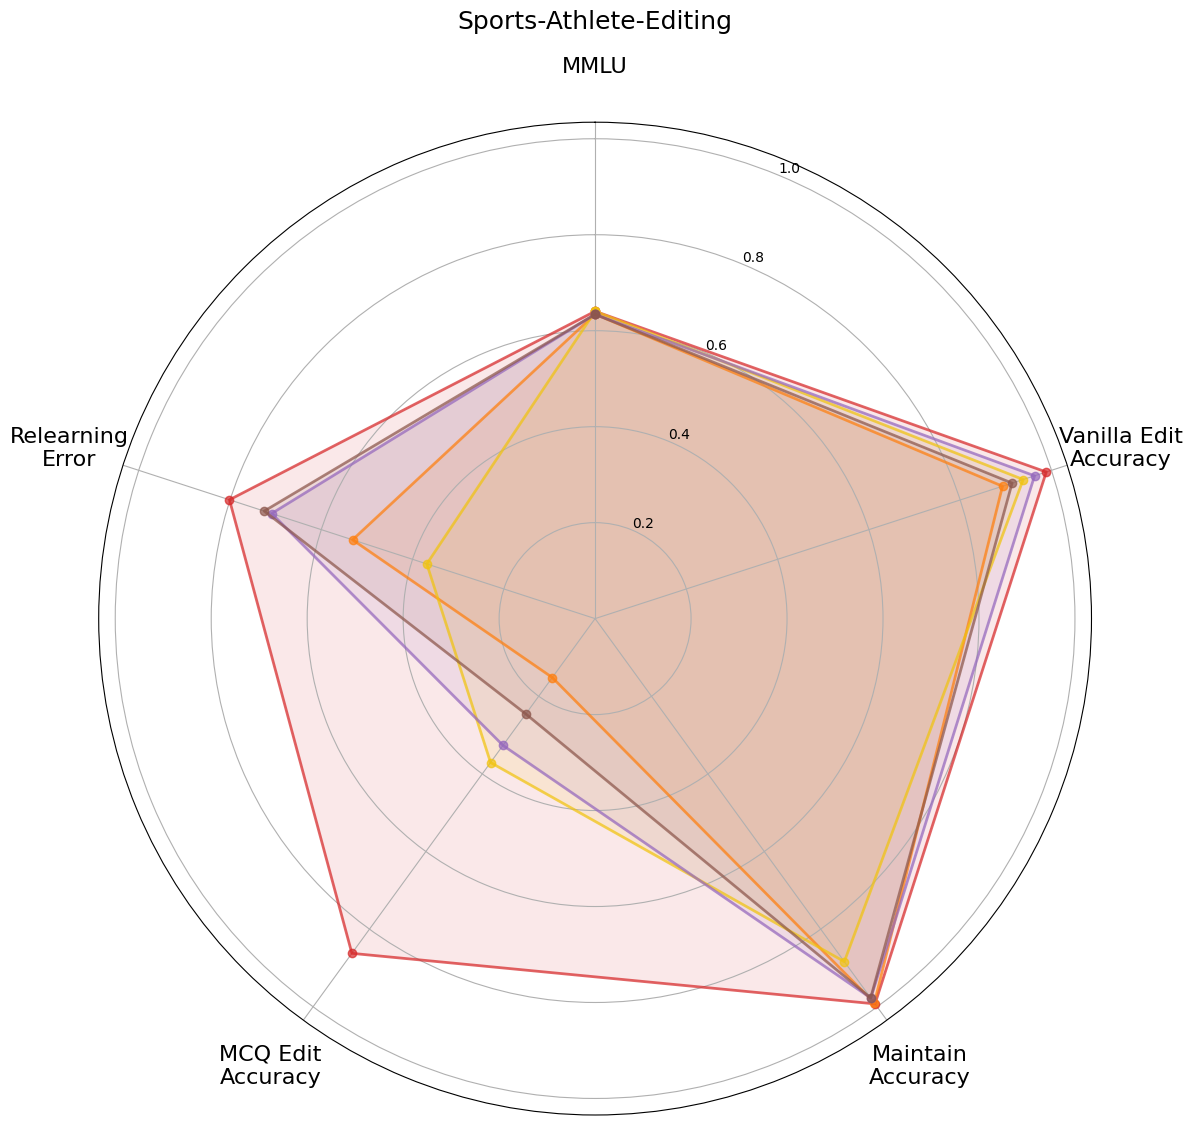 Sports-Athlete-Editing
MMLU
1.0
0.8
0.6
0.4
0.2
Vanilla Edit
Accuracy
Relearning
Error
MCQ Edit
Accuracy
Maintain
Accuracy